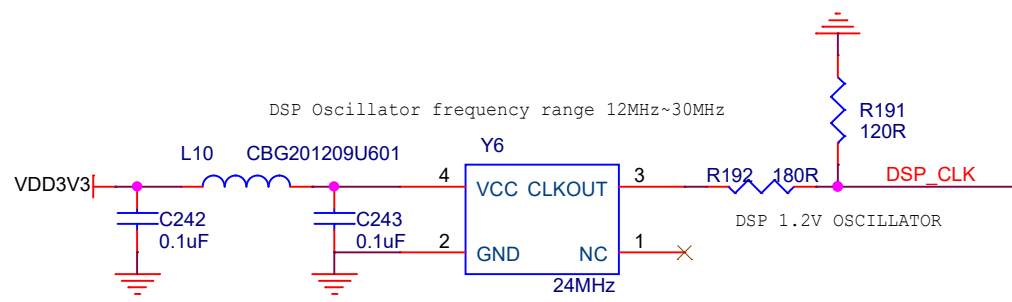 DSP Oscillator frequency range 12MHz~30MHz
R191
120R
Y6
L10 CBG201209U601
VDD3V3
4 VCC CLKOUT 3
R192 180R
DSP_CLK
C242
0.1uF
C243
0.1uF
DSP 1.2V OSCILLATOR
2 GND NC 1
24MHz